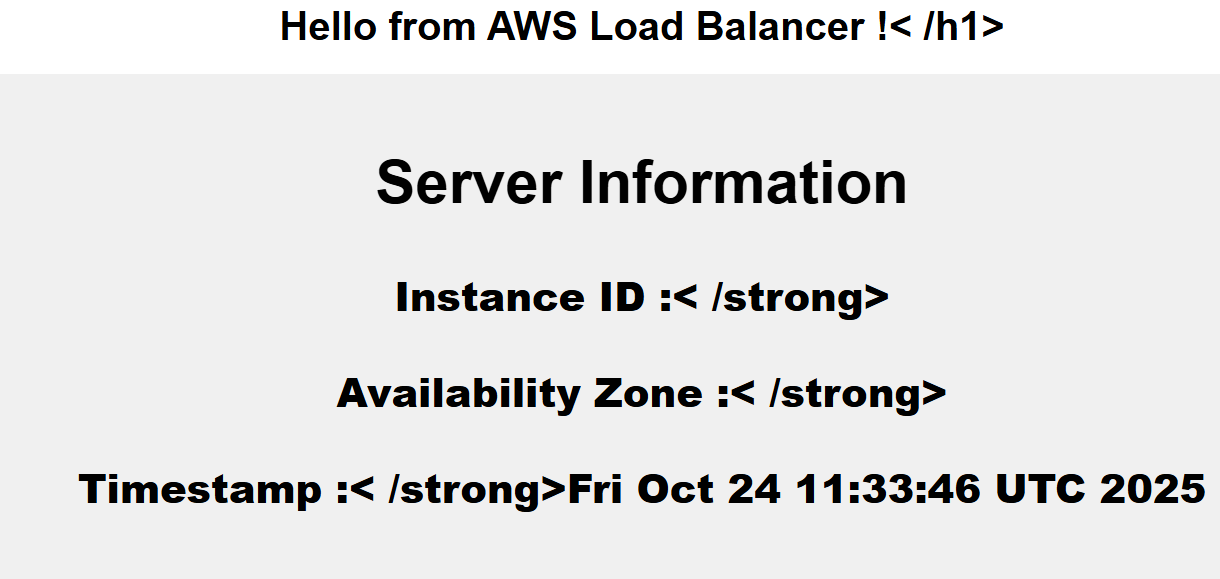 Hello from AWS Load Balancer !< /h1>
Server Information
Instance ID :< /strong>
Availability Zone :< /strong>
Timestamp :< /strong>Fri Oct 24 11:33:46 UTC 2025